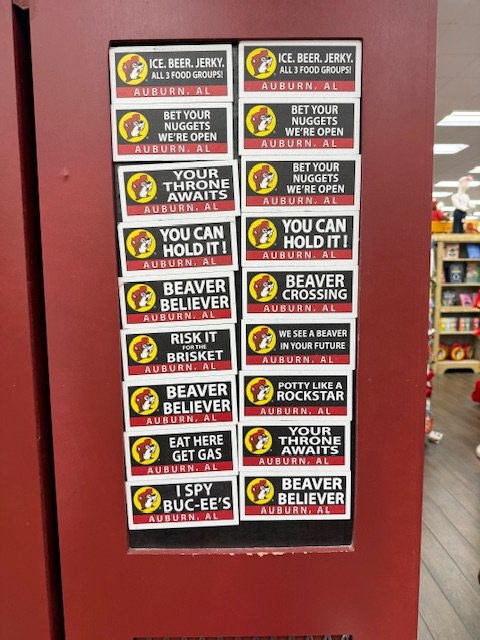 ICE. BEER. JERKY.
ALL 3 FOOD GROUPS!
AUBURN, AL
ICE. BEER. JERKY.
ALL 3 FOOD GROUPS!
AUBURN, AL
BET YOUR
NUGGETS
WE'RE OPEN
AUBURN, AL
BET YOUR
NUGGETS
WE'RE OPEN
AUBURN, AL
YOUR
THRONE
AWAITS
AUBURN, AL
BET YOUR
NUGGETS
WE'RE OPEN
AUBURN, AL
YOU CAN
HOLD IT!
AUBURN, AL
YOU CAN
HOLD IT!
AUBURN, AL
BEAVER
BELIEVER
AUBURN, AL
BEAVER
CROSSING
AUBURN, AL
RISK IT
FOR THE
BRISKET
AUBURN, AL
WE SEE A BEAVER
IN YOUR FUTURE
AUBURN, AL
BEAVER
BELIEVER
AUBURN, AL
POTTY LIKE A
ROCKSTAR
AUBURN, AL
EAT HERE
GET GAS
AUBURN, AL
YOUR
THRONE
AWAITS
AUBURN, AL
I SPY
BUC-EE'S
AUBURN, AL
BEAVER
BELIEVER
AUBURN, AL